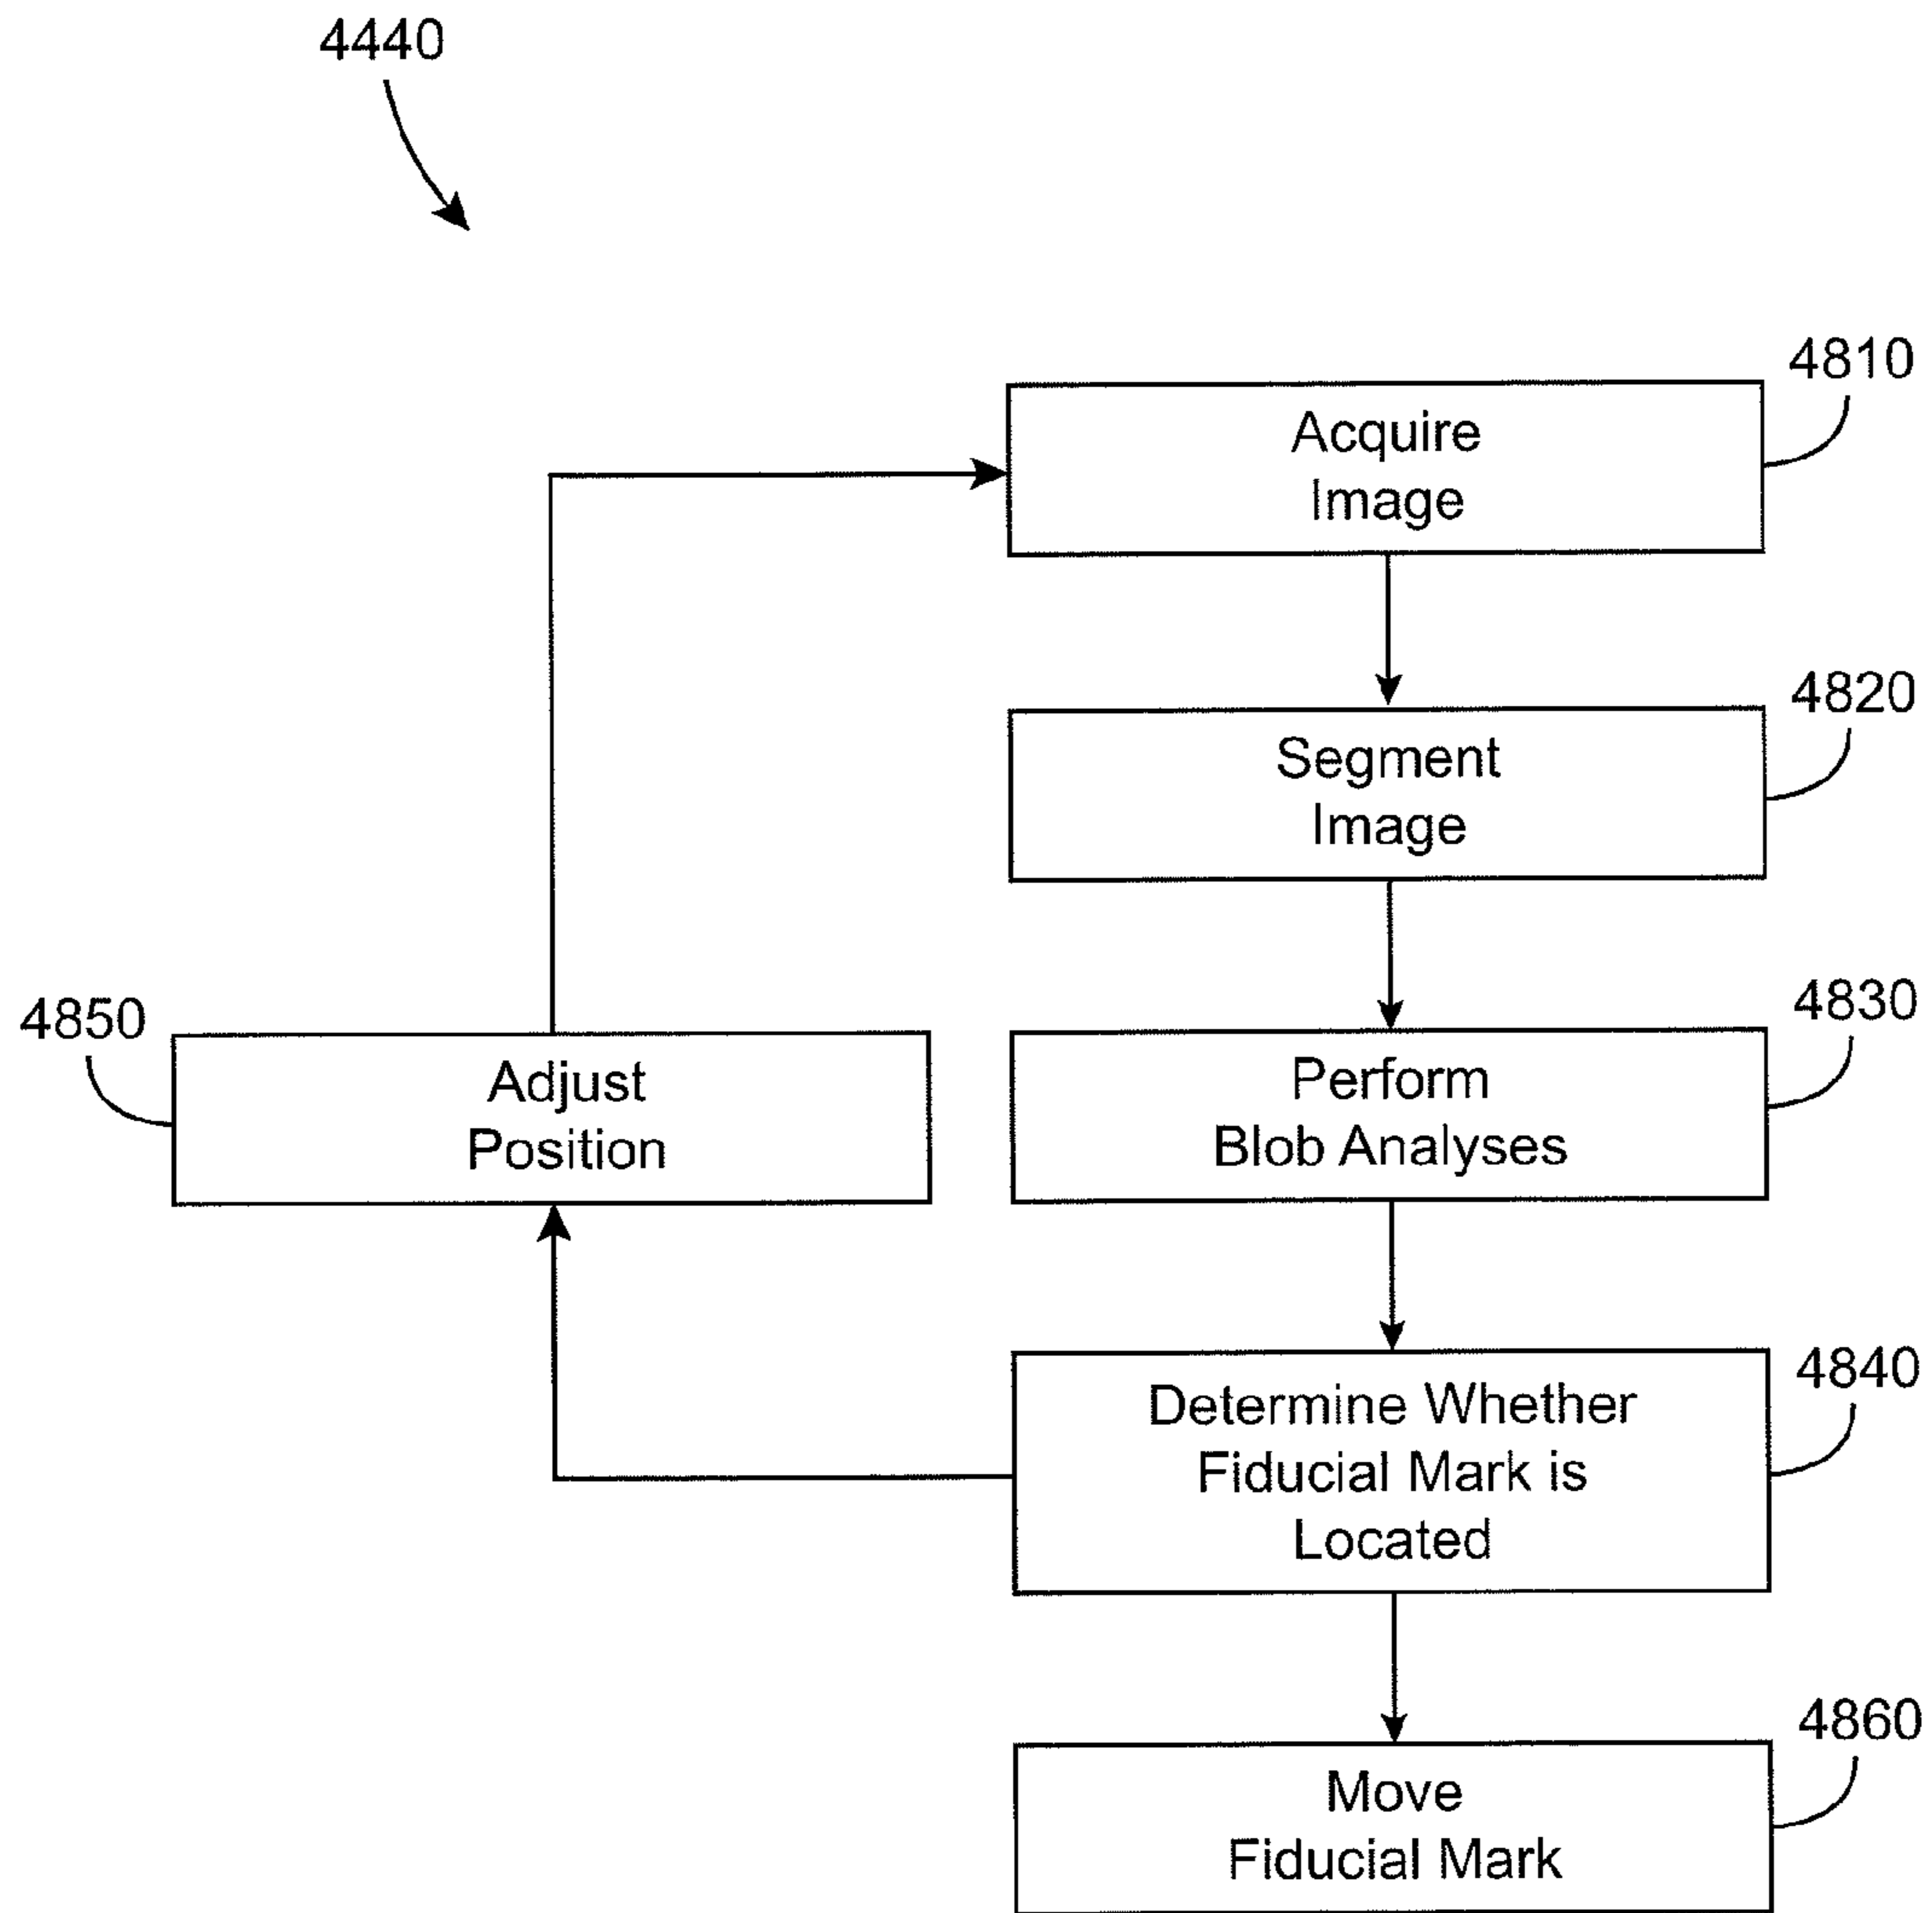 4440
4810
Acquire
Image
4820
Segment
Image
4830
Perform
Blob Analyses
4850
Adjust
Position
4840
Determine Whether
Fiducial Mark is
Located
4860
Move
Fiducial Mark